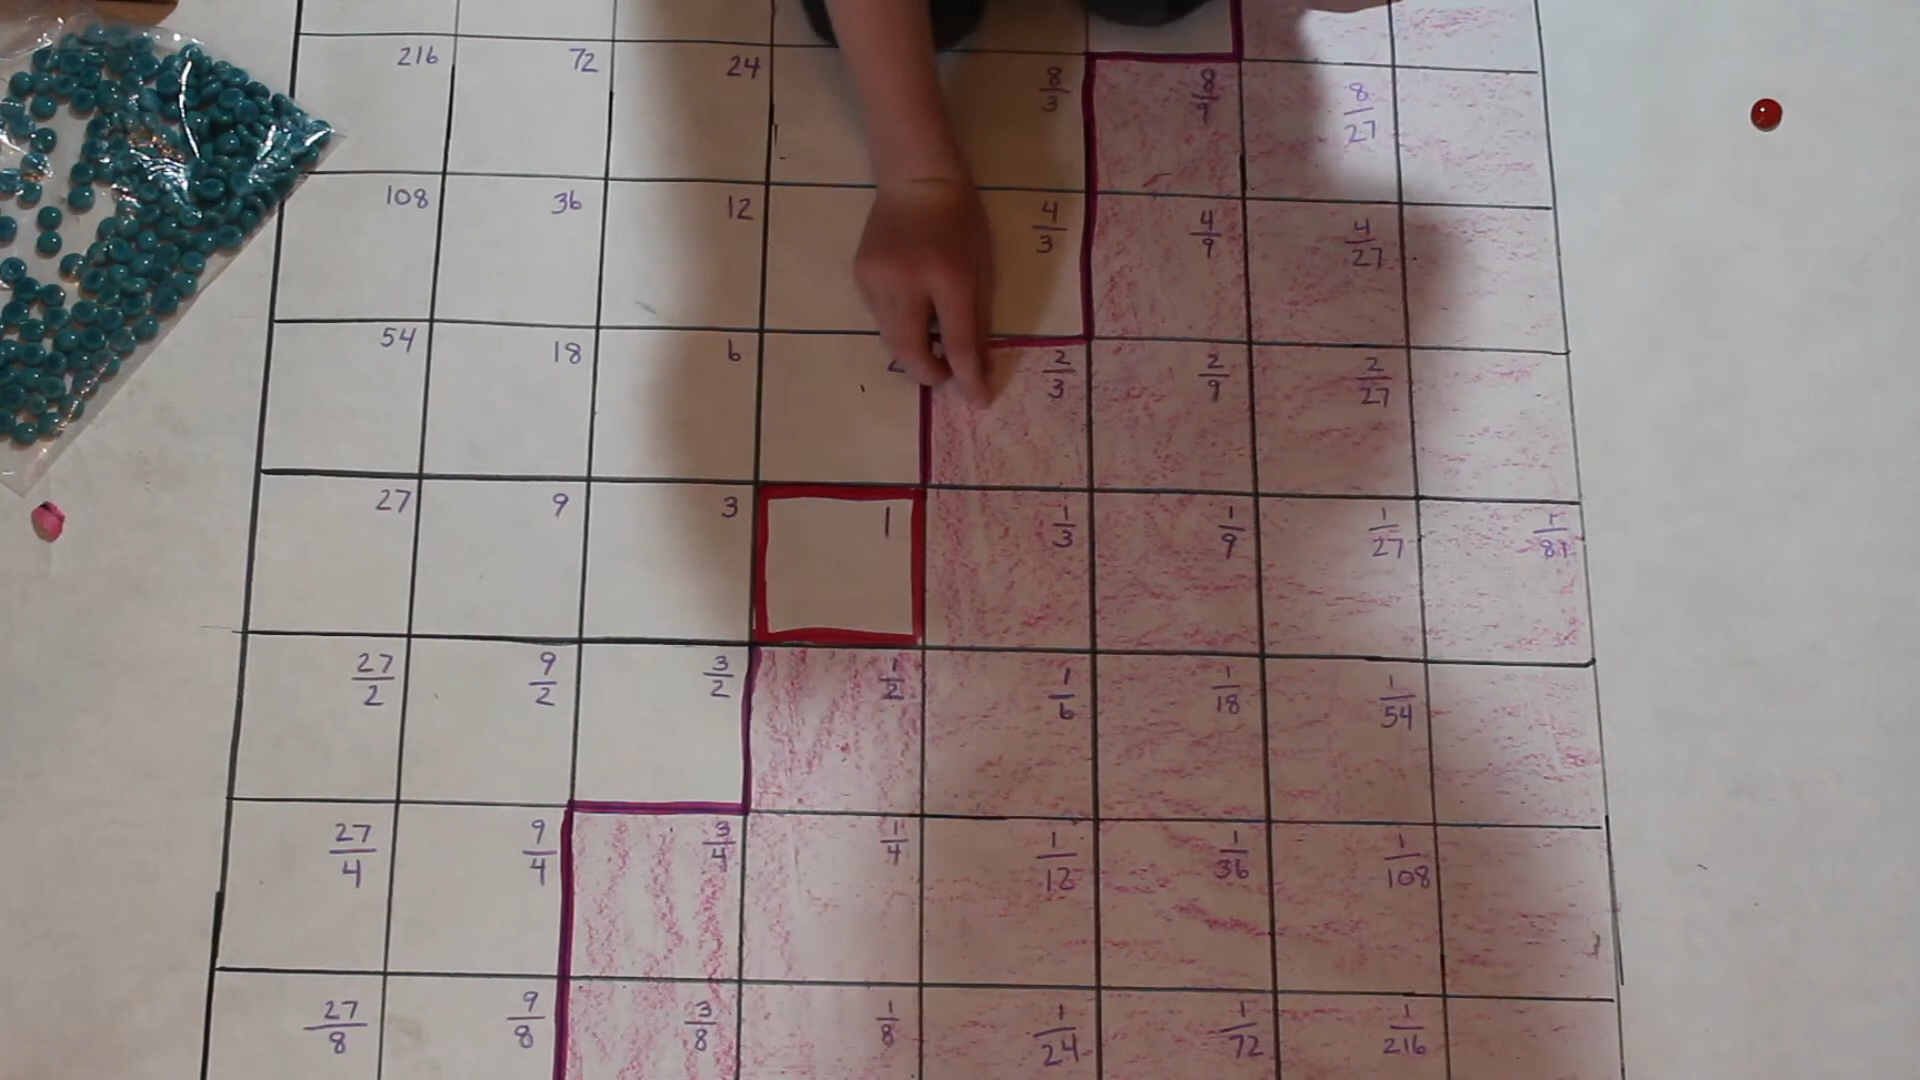 216 72 24 8/3 8/9 8/27
108 36 12 4/3 4/9 4/27
54 18 6 2 2/3 2/9 2/27
27 9 3 1 1/3 1/9 1/27 1/81
27/2 9/2 3/2 1/2 1/6 1/18 1/54
27/4 9/4 3/4 1/4 1/12 1/36 1/108
27/8 9/8 3/8 1/8 1/24 1/72 1/216